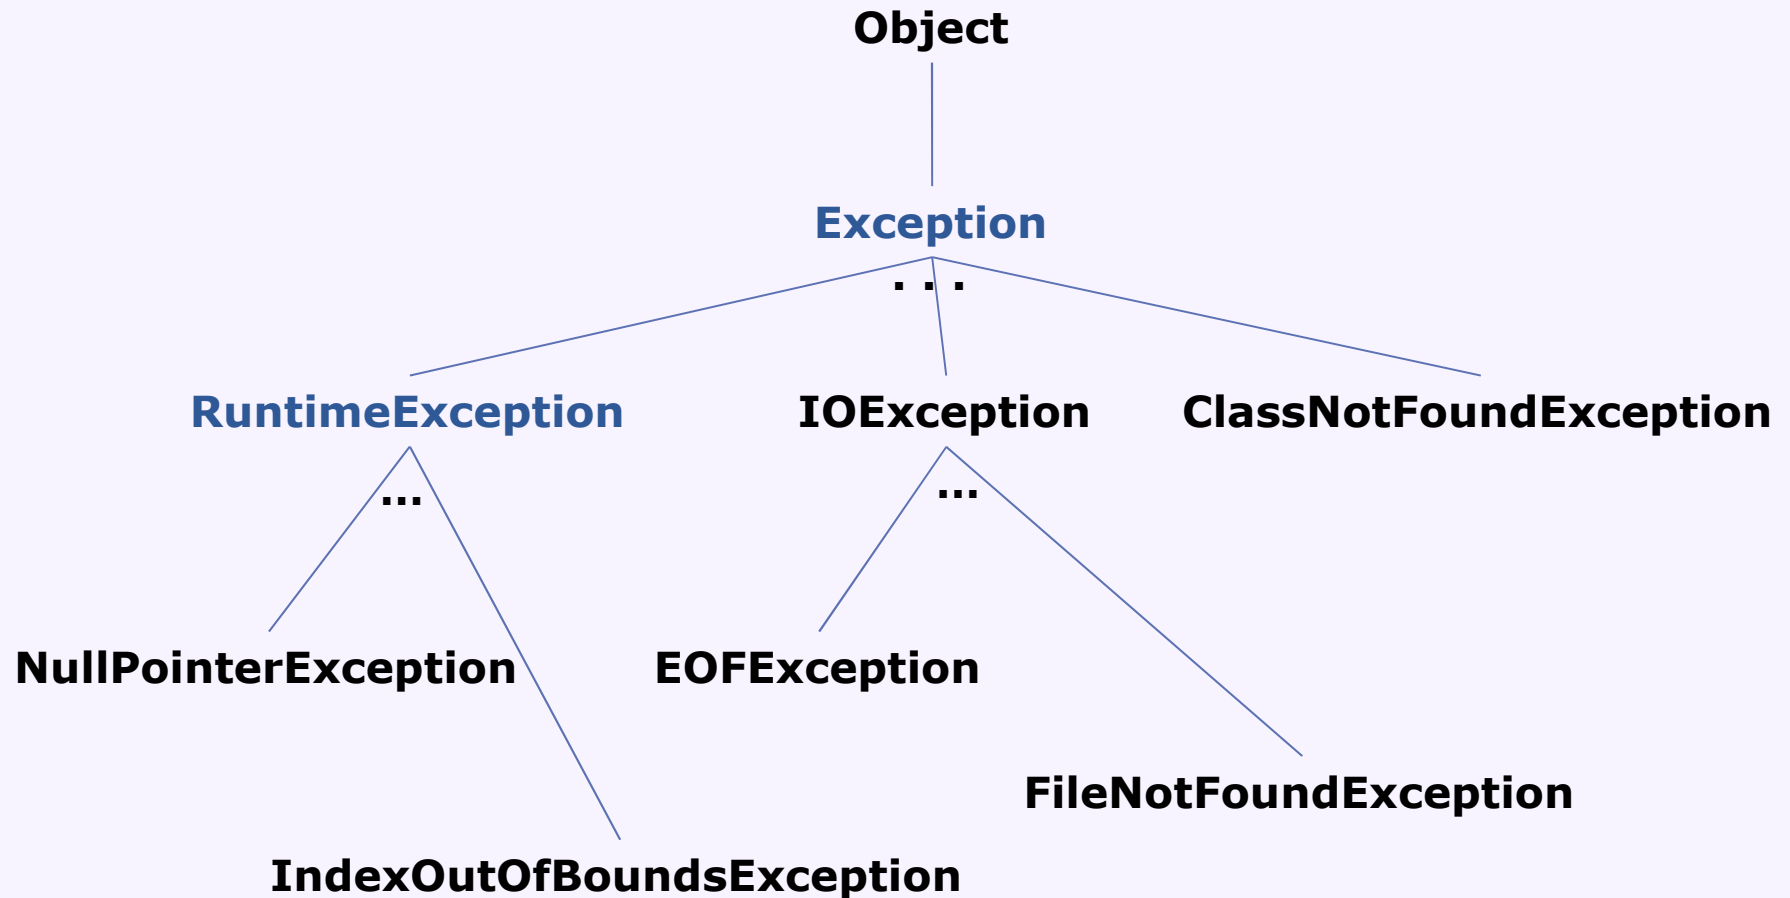 Object
Exception
. . .
RuntimeException IOException ClassNotFoundException
... ...
NullPointerException EOFException
FileNotFoundException
IndexOutOfBoundsException